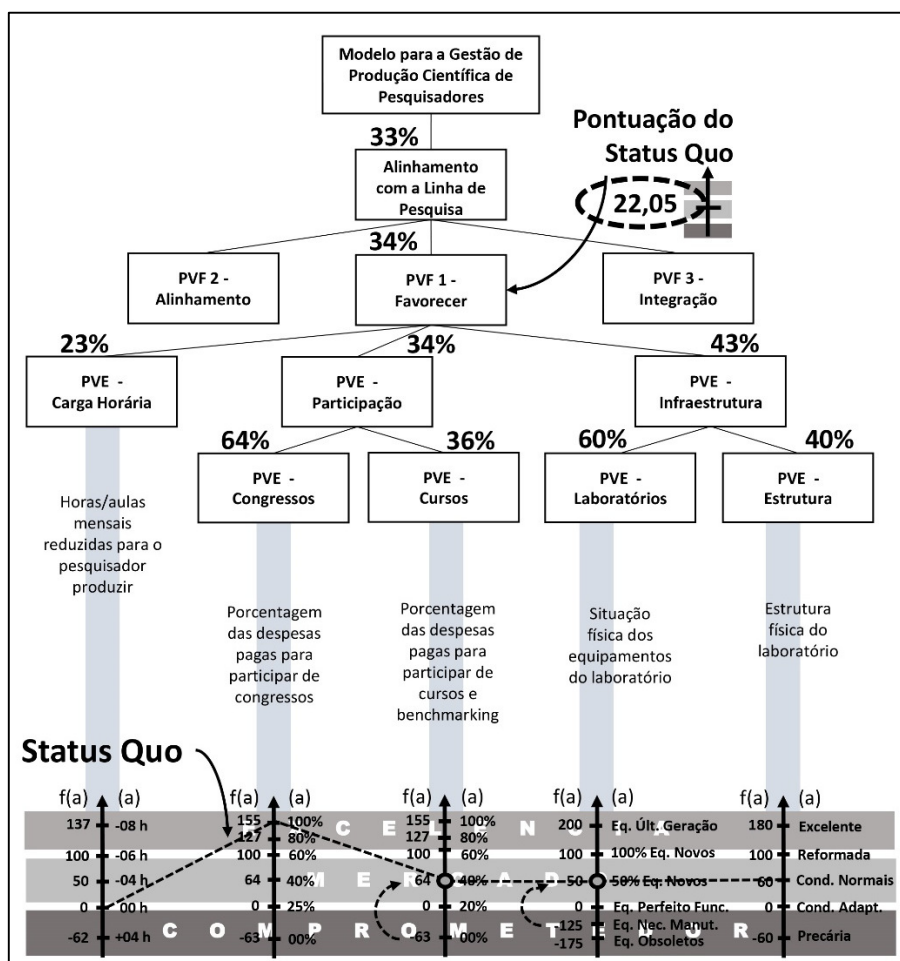 Modelo para a Gestão de
Produção Científica de
Pesquisadores
33%
Pontuação do
Status Quo
Alinhamento
com a Linha de
Pesquisa
22,05
34%
PVF 2 -
Alinhamento
PVF 1 -
Favorecer
PVF 3 -
Integração
23%
34%
43%
PVE -
Carga Horária
PVE -
Participação
PVE -
Infraestrutura
64%
36%
60%
40%
PVE -
Congressos
PVE -
Cursos
PVE -
Laboratórios
PVE -
Estrutura
Horas/aulas
mensais
reduzidas para o
pesquisador
produzir
Porcentagem
das despesas
pagas para
participar de
congressos
Porcentagem
das despesas
pagas para
participar de
cursos e
benchmarking
Situação
física dos
equipamentos
do laboratório
Estrutura
física do
laboratório
Status Quo
f(a) (a) f(a) (a) f(a) (a) f(a) (a) f(a) (a)
137 -08 h 155 100% 155 100% 200 Eq. Últ. Geração 180 Excelente
127 80% 127 80%
100 -06 h 100 60% 100 60% 100 100% Eq. Novos 100 Reformada
50 -04 h 64 40% 64 40% 50 50% Eq. Novos 60 Cond. Normais
0 00 h 0 25% 0 20% 0 Eq. Perfeito Func. 0 Cond. Adapt.
-62 +04 h -63 00% -63 00% -125 Eq. Nec. Manut. -60 Precária
-175 Eq. Obsoletos
COMPROMETEDOR